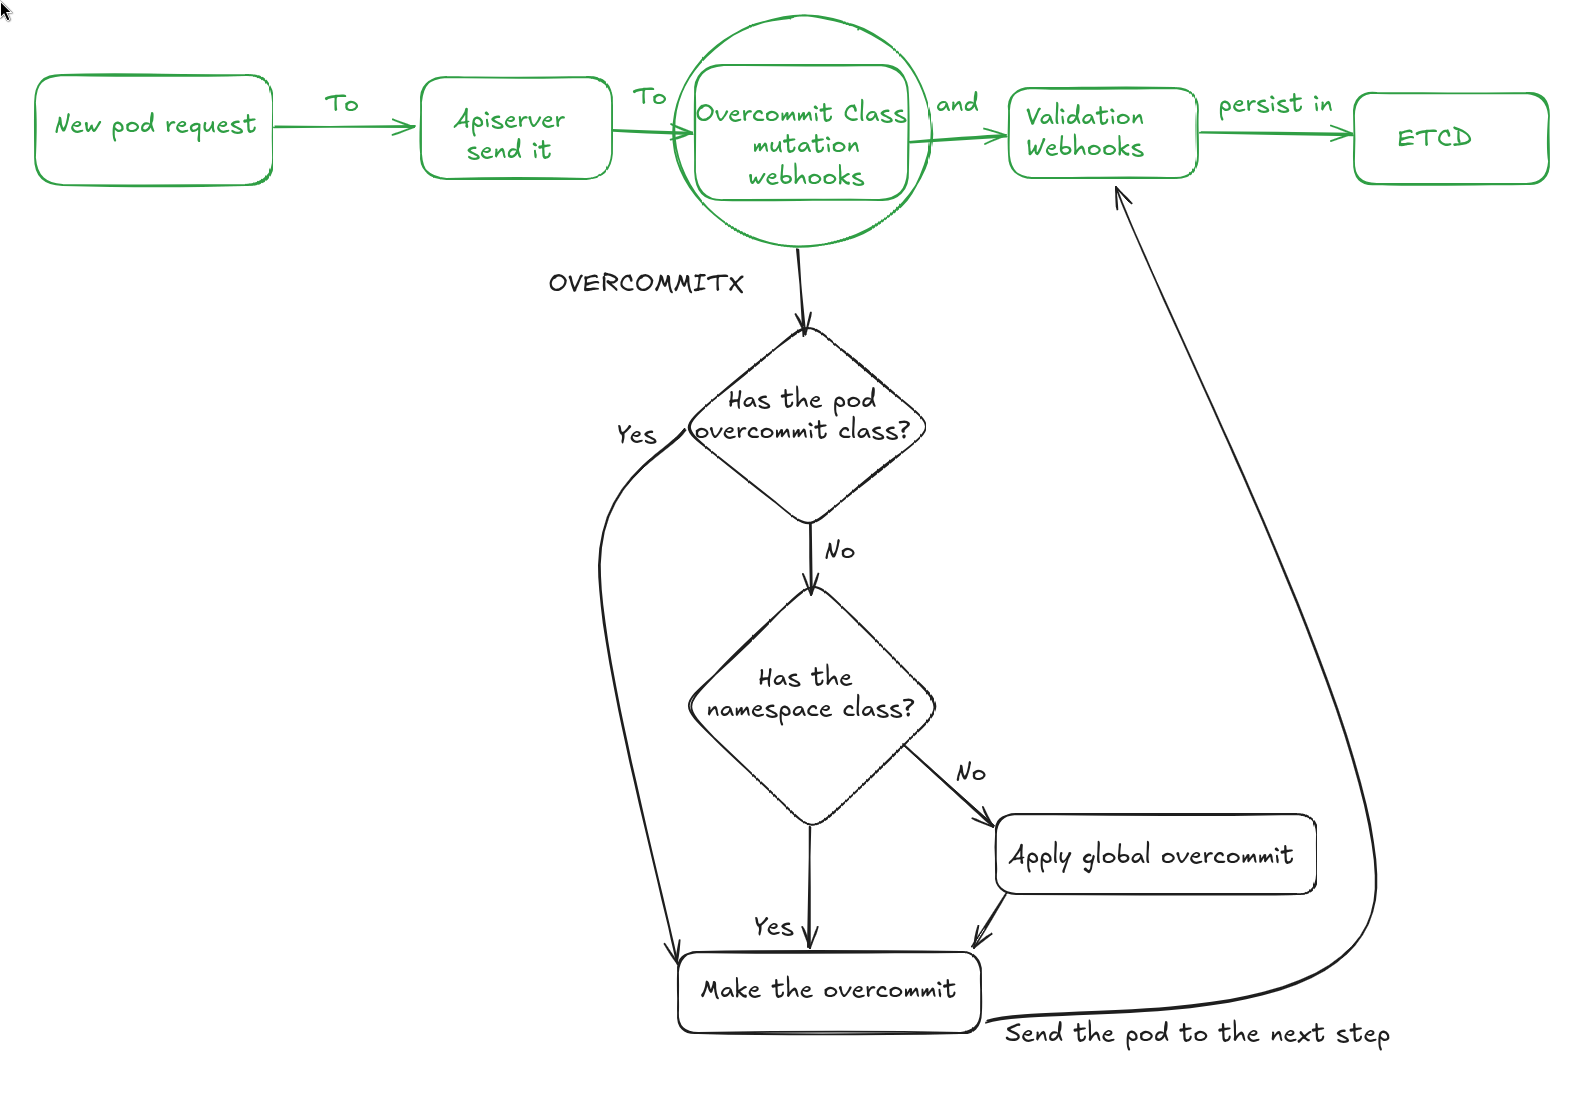 New pod request
To
Apiserver
send it
To
Overcommit Class
mutation
webhooks
and
Validation
Webhooks
persist in
ETCD
OVERCOMMITX
Has the pod
overcommit class?
Yes
No
Has the
namespace class?
No
Apply global overcommit
Yes
Make the overcommit
Send the pod to the next step